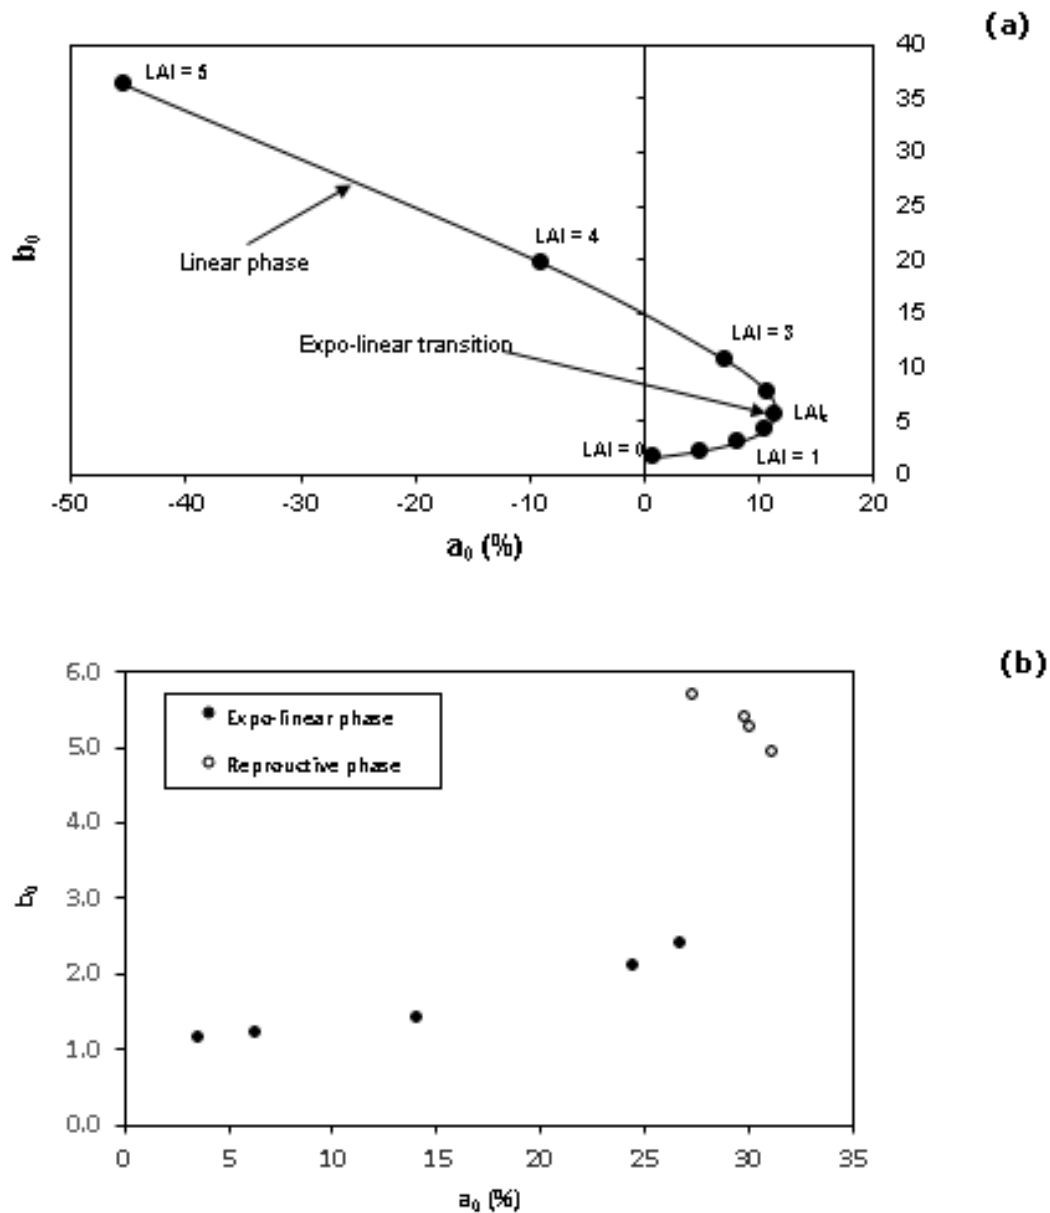 (a)
40
35
30
25
20
15
10
5
0
LAI = 5
LAI = 4
LAI = 3
LAIc
LAI = 1
LAI = 0
Linear phase
Expo-linear transition
b0
-50 -40 -30 -20 -10 0 10 20
a0 (%)
(b)
6.0
5.0
4.0
3.0
2.0
1.0
0.0
Expo-linear phase
Reprouctive phase
b0
0 5 10 15 20 25 30 35
a0 (%)